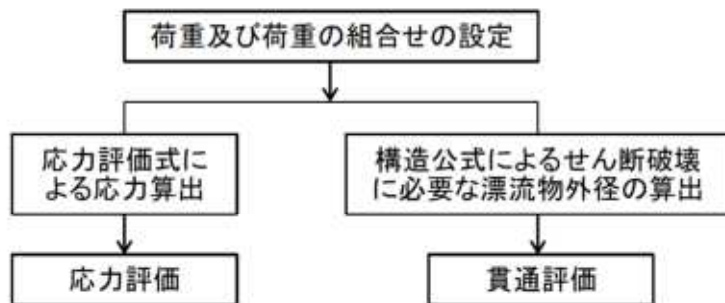 荷重及び荷重の組合せの設定
応力評価式に
よる応力算出
構造公式によるせん断破壊
に必要な漂流物外径の算出
応力評価
貫通評価